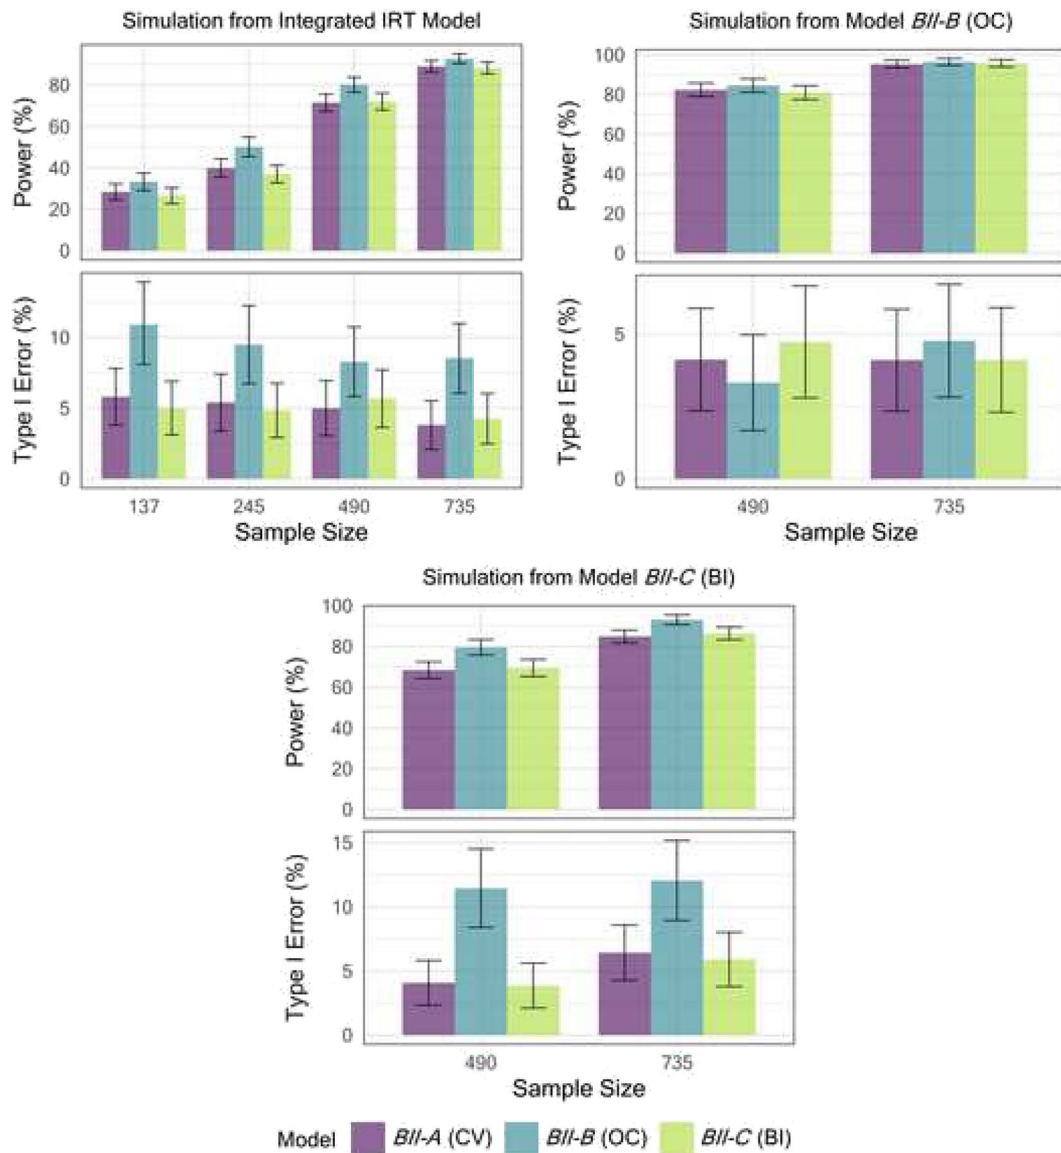 Simulation from Integrated IRT Model
Power (%)
80
60
40
20
0
Type I Error (%)
10
5
0
137 245 490 735
Sample Size
Simulation from Model BII-B (OC)
Power (%)
100
80
60
40
20
0
Type I Error (%)
5
0
490 735
Sample Size
Simulation from Model BII-C (BI)
Power (%)
100
80
60
40
20
0
Type I Error (%)
15
10
5
0
490 735
Sample Size
Model BII-A (CV) BII-B (OC) BII-C (BI)